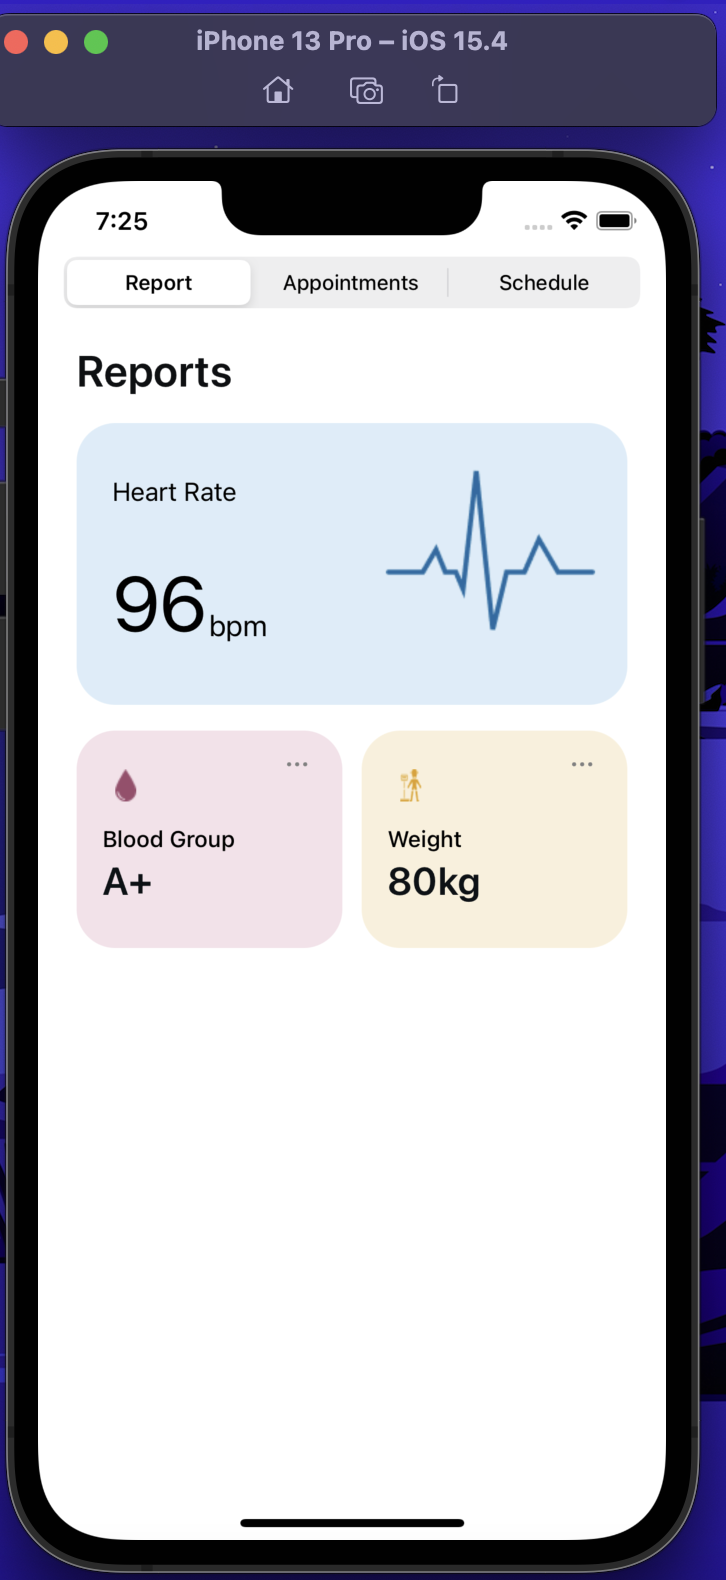 iPhone 13 Pro – iOS 15.4
7:25
Report Appointments Schedule
Reports
Heart Rate
96 bpm
Blood Group
A+
Weight
80kg